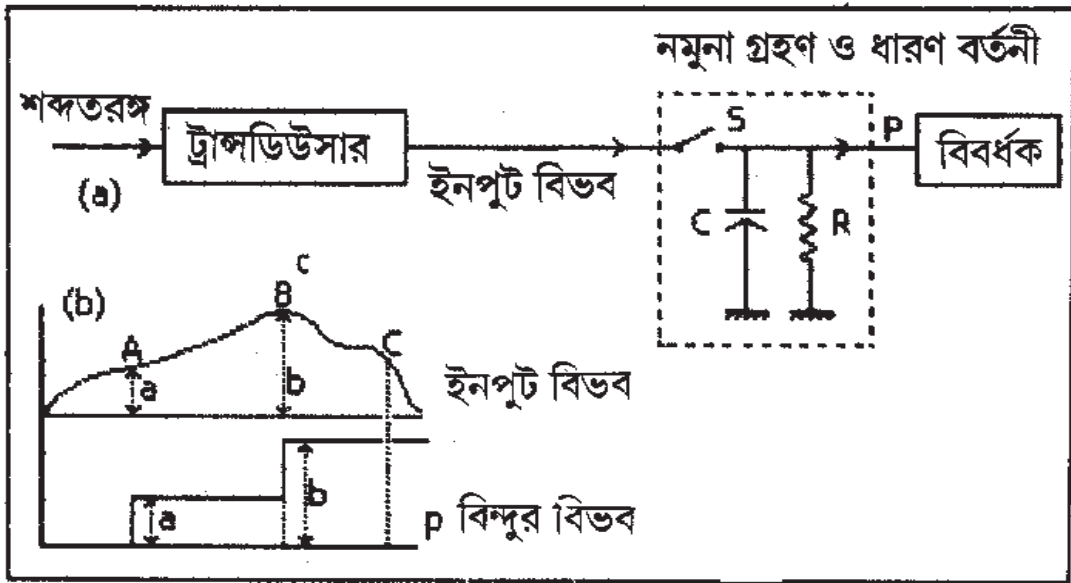 নমুনা গ্রহণ ও ধারণ বর্তনী
শব্দতরঙ্গ
ট্রান্সডিউসার
ইনপুট বিভব
S
P
বিবর্ধক
(a)
C
R
(b)
c
B
A
C
a
b
ইনপুট বিভব
a
b
p বিন্দুর বিভব